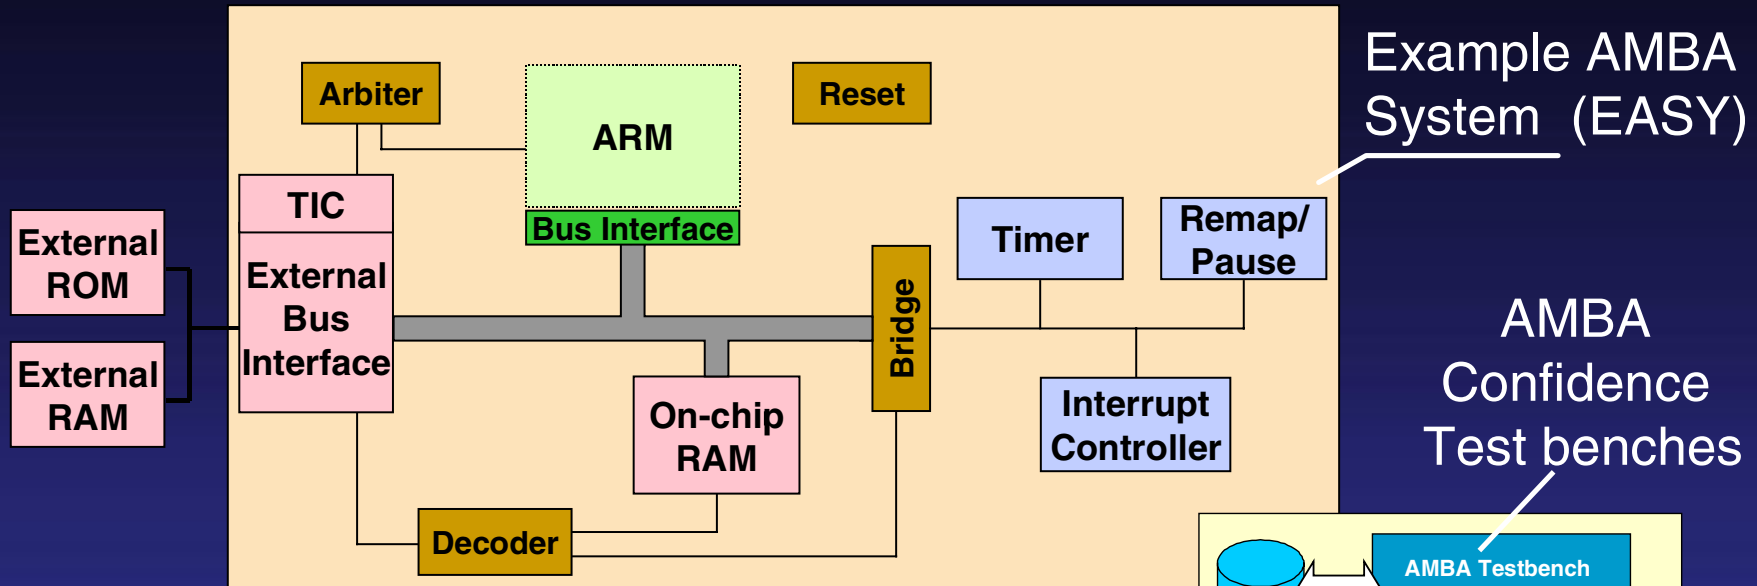 Example AMBA
System (EASY)
Arbiter
ARM
Reset
TIC
Bus Interface
External
ROM
External
Bus
Interface
External
RAM
Timer
Remap/
Pause
Bridge
On-chip
RAM
Interrupt
Controller
Decoder
AMBA
Confidence
Test benches
AMBA Testbench